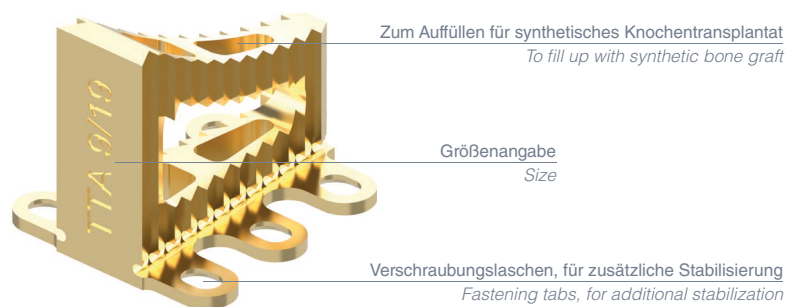 Zum Auffüllen für synthetisches Knochentransplantat
To fill up with synthetic bone graft
TTA 9/19
Größenangabe
Size
Verschraubungslaschen, für zusätzliche Stabilisierung
Fastening tabs, for additional stabilization